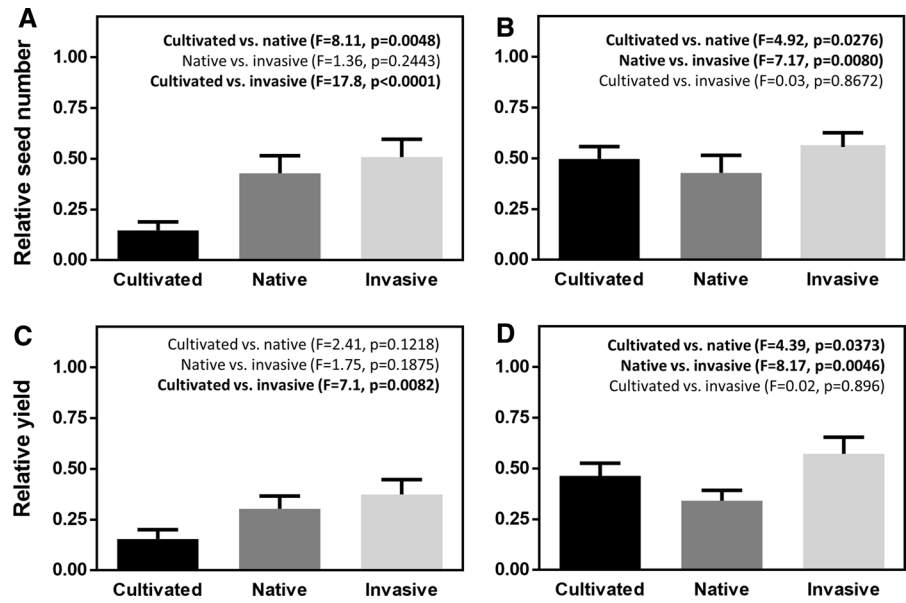 A
Relative seed number
1.00
0.75
0.50
0.25
0.00
Cultivated vs. native (F=8.11, p=0.0048)
Native vs. invasive (F=1.36, p=0.2443)
Cultivated vs. invasive (F=17.8, p<0.0001)
Cultivated Native Invasive
B
1.00
0.75
0.50
0.25
0.00
Cultivated vs. native (F=4.92, p=0.0276)
Native vs. invasive (F=7.17, p=0.0080)
Cultivated vs. invasive (F=0.03, p=0.8672)
Cultivated Native Invasive
C
Relative yield
1.00
0.75
0.50
0.25
0.00
Cultivated vs. native (F=2.41, p=0.1218)
Native vs. invasive (F=1.75, p=0.1875)
Cultivated vs. invasive (F=7.1, p=0.0082)
Cultivated Native Invasive
D
1.00
0.75
0.50
0.25
0.00
Cultivated vs. native (F=4.39, p=0.0373)
Native vs. invasive (F=8.17, p=0.0046)
Cultivated vs. invasive (F=0.02, p=0.896)
Cultivated Native Invasive